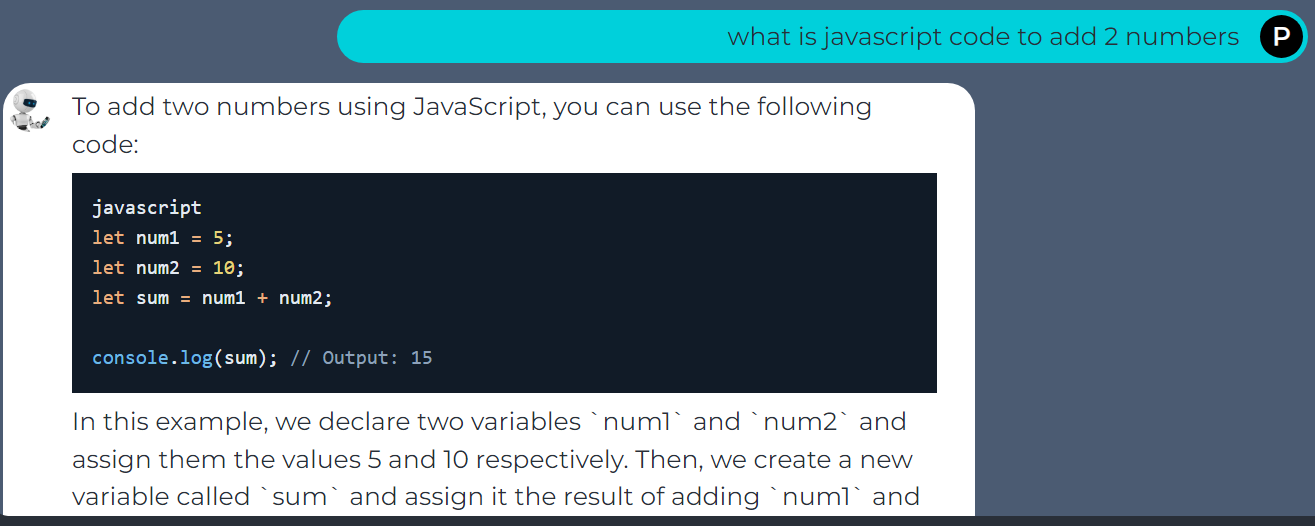 what is javascript code to add 2 numbers
P
To add two numbers using JavaScript, you can use the following
code:
javascript
let num1 = 5;
let num2 = 10;
let sum = num1 + num2;
console.log(sum); // Output: 15
In this example, we declare two variables `num1` and `num2` and
assign them the values 5 and 10 respectively. Then, we create a new
variable called `sum` and assign it the result of adding `num1` and